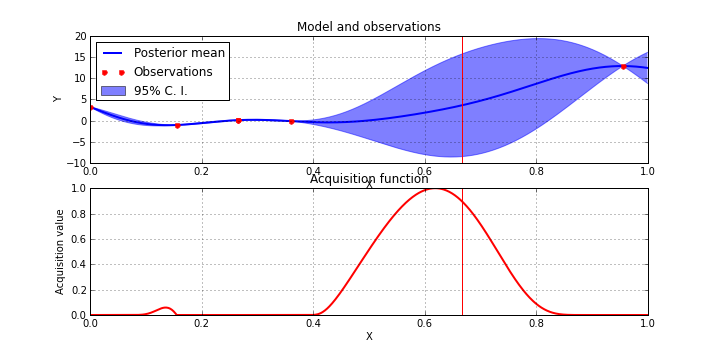 Model and observations
20
15
10
5
0
−5
−10
Y
Posterior mean
Observations
95% C. I.
0.0 0.2 0.4 0.6 0.8 1.0
X
Acquisition function
1.0
0.8
0.6
0.4
0.2
0.0
Acquisition value
0.0 0.2 0.4 0.6 0.8 1.0
X